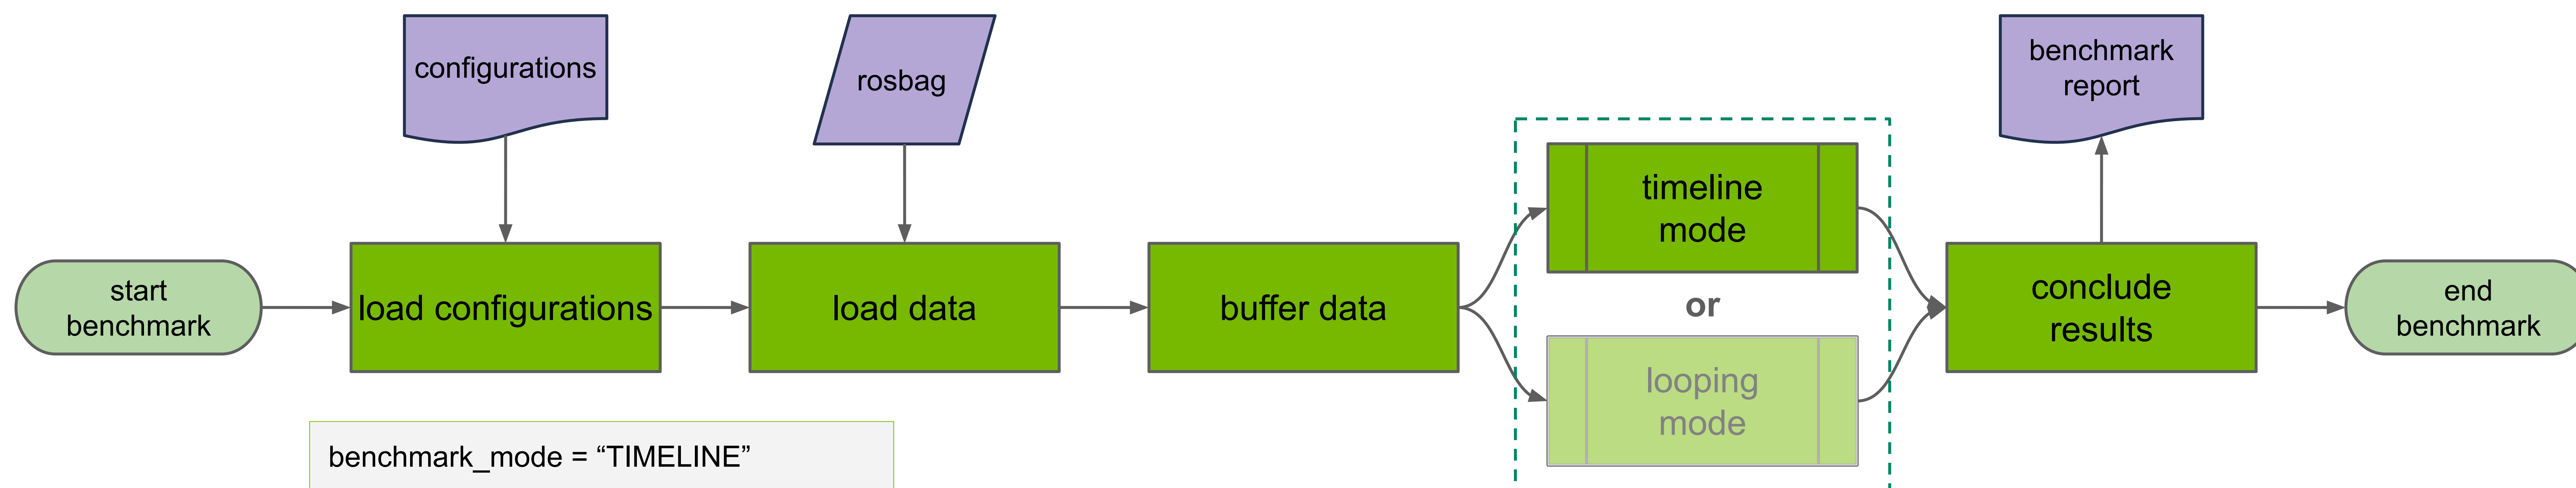 configurations
rosbag
benchmark
report
start
benchmark
load configurations
load data
buffer data
timeline
mode
or
looping
mode
conclude
results
end
benchmark
benchmark_mode = “TIMELINE”